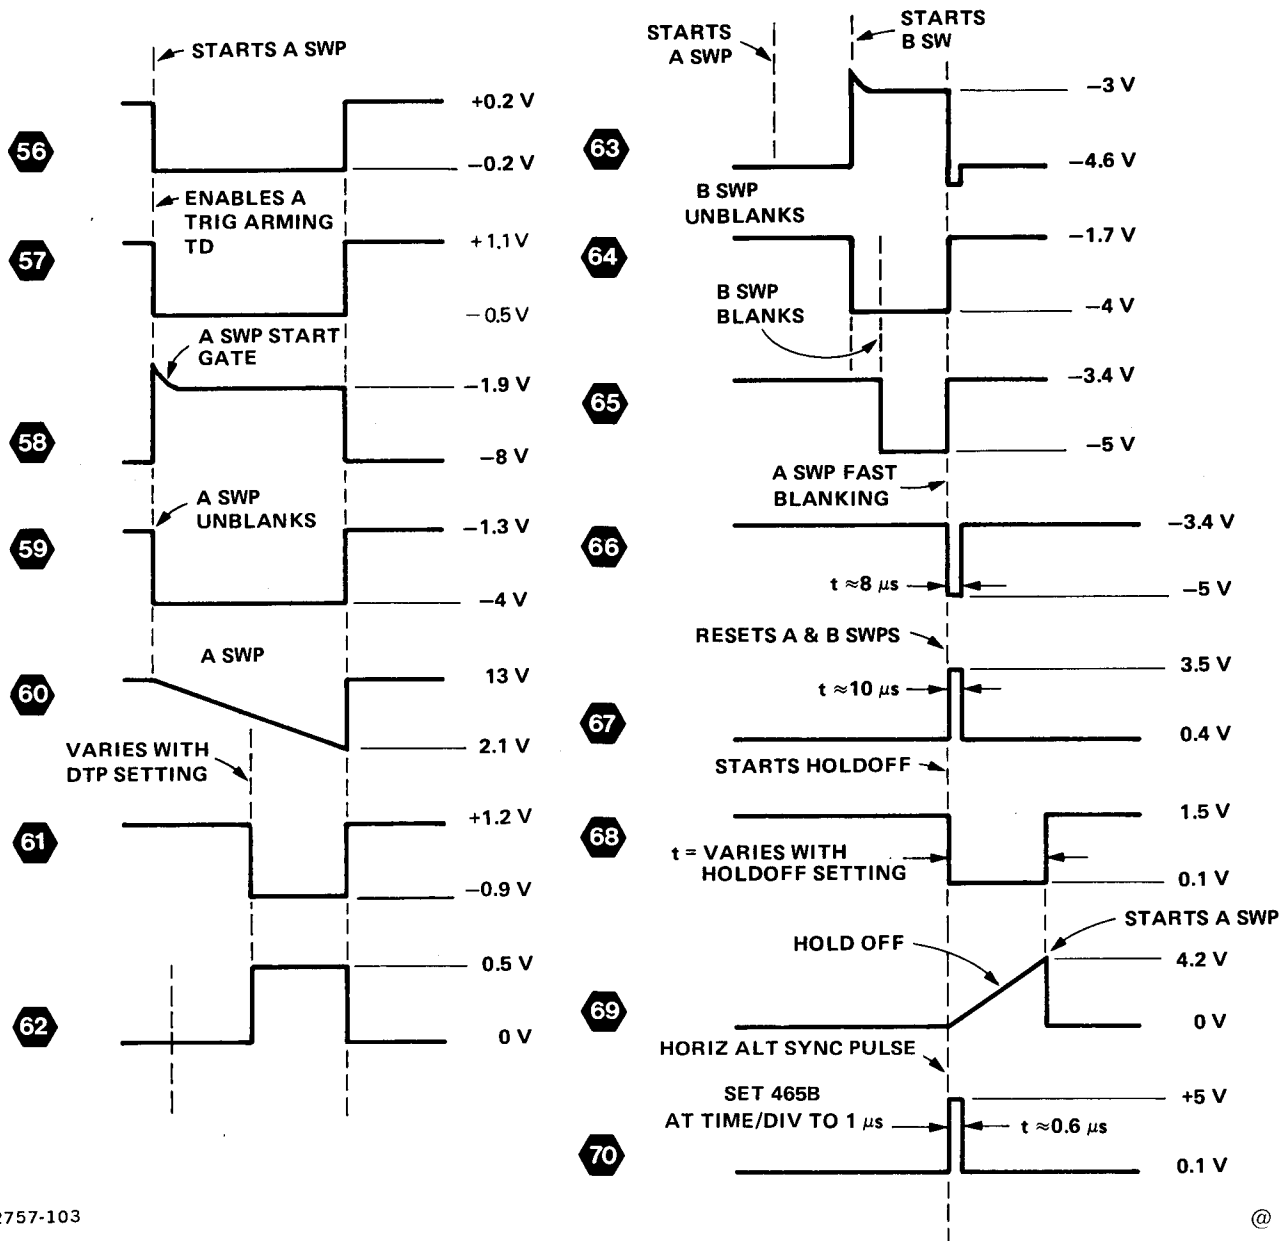 STARTS A SWP
+0.2 V
56
−0.2 V
ENABLES A
TRIG ARMING
TD
+1.1 V
57
−0.5 V
A SWP START
GATE
−1.9 V
58
−8 V
A SWP
UNBLANKS
−1.3 V
59
−4 V
A SWP
13 V
60
2.1 V
VARIES WITH
DTP SETTING
+1.2 V
61
−0.9 V
0.5 V
62
0 V
2757-103
STARTS
A SWP
STARTS
B SW
−3 V
63
−4.6 V
B SWP
UNBLANKS
−1.7 V
64
−4 V
B SWP
BLANKS
−3.4 V
65
−5 V
A SWP FAST
BLANKING
−3.4 V
66
t ≈8 μs
−5 V
RESETS A & B SWPS
3.5 V
t ≈10 μs
67
0.4 V
STARTS HOLDOFF
1.5 V
68
t = VARIES WITH
HOLDOFF SETTING
0.1 V
STARTS A SWP
HOLD OFF
4.2 V
69
0 V
HORIZ ALT SYNC PULSE
SET 465B
AT TIME/DIV TO 1 μs
+5 V
t ≈0.6 μs
70
0.1 V
@